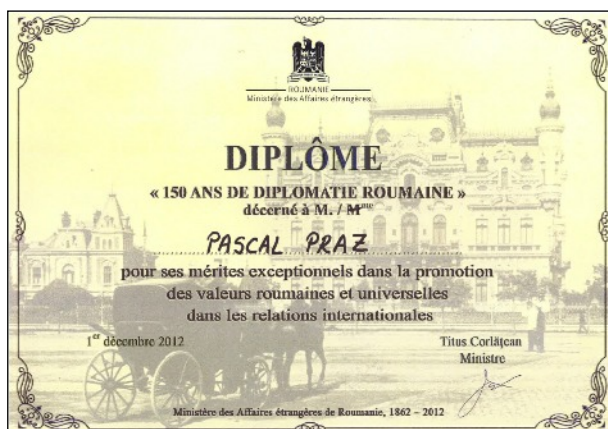 ROUMANIE
Ministère des Affaires étrangères
DIPLÔME
« 150 ANS DE DIPLOMATIE ROUMAINE »
décerné à M. / Mme
PASCAL PRAZ
pour ses mérites exceptionnels dans la promotion
des valeurs roumaines et universelles
dans les relations internationales
1er décembre 2012
Titus Corlăţean
Ministre
Ministère des Affaires étrangères de Roumanie, 1862 – 2012